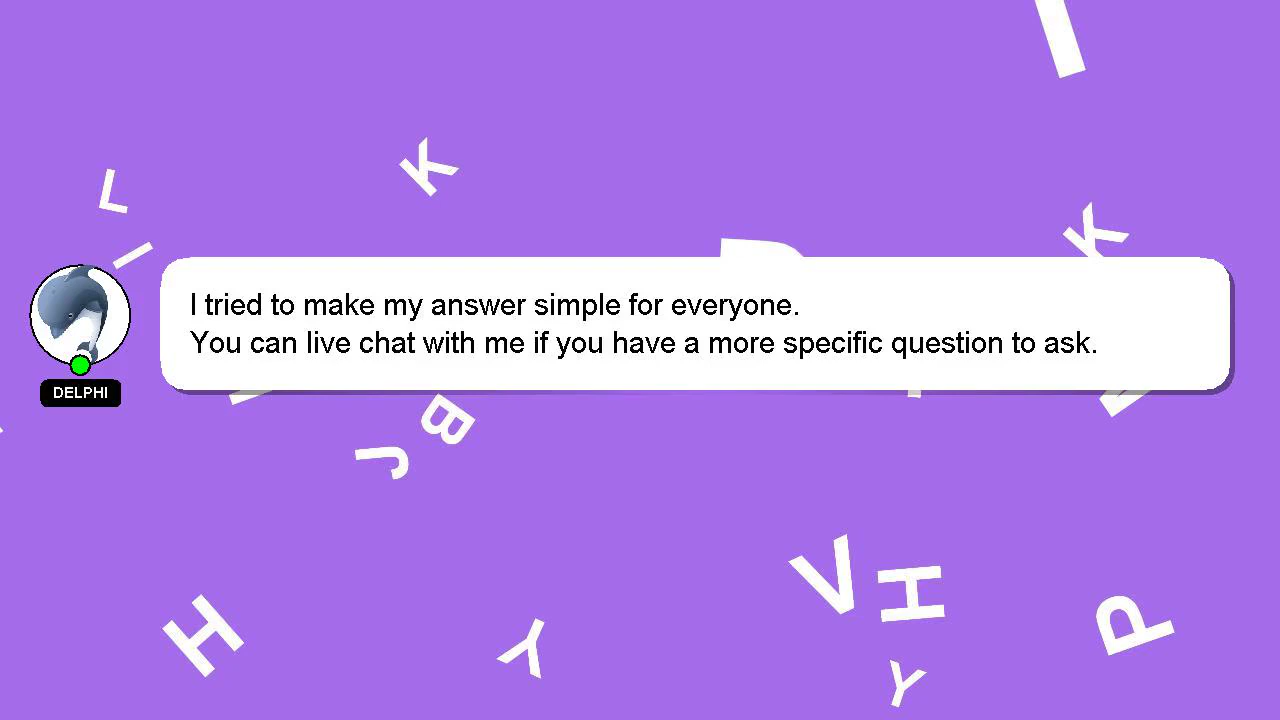 I
K
L
K
I tried to make my answer simple for everyone.
You can live chat with me if you have a more specific question to ask.
DELPHI
B
J
V
H
H
P
Y
Y